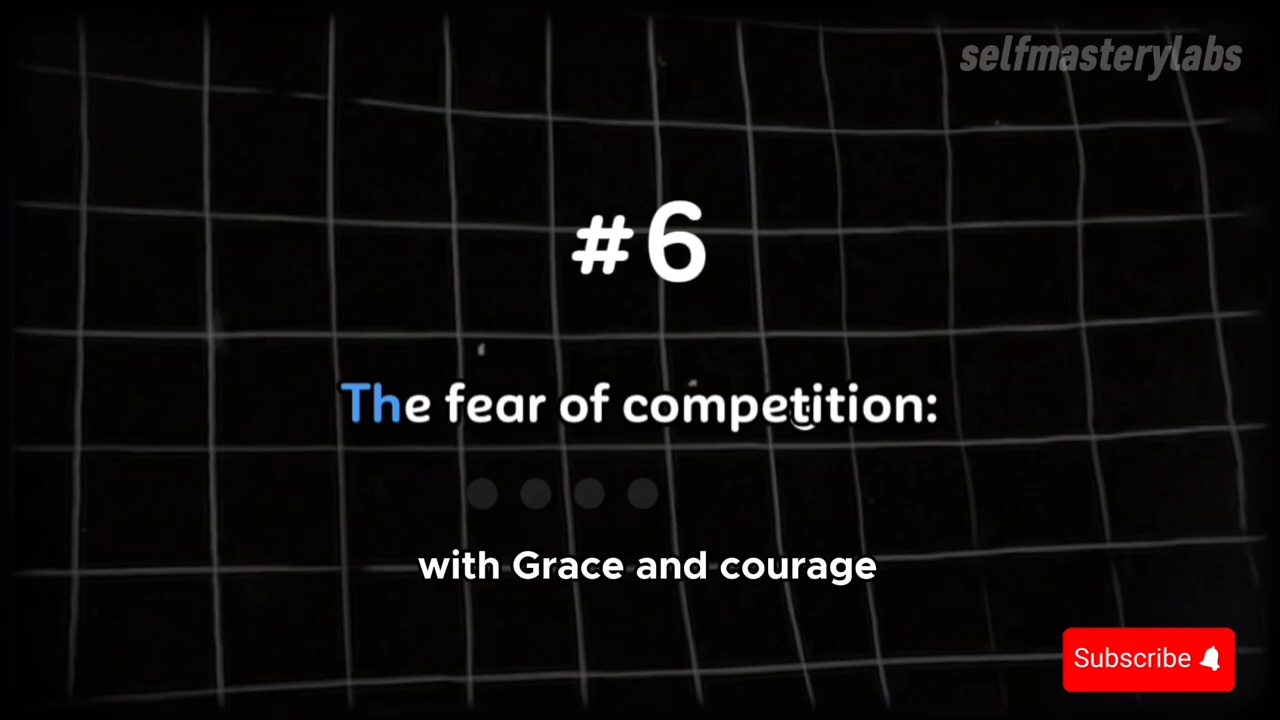 selfmasterylabs
#6
The fear of competition:
with Grace and courage
Subscribe